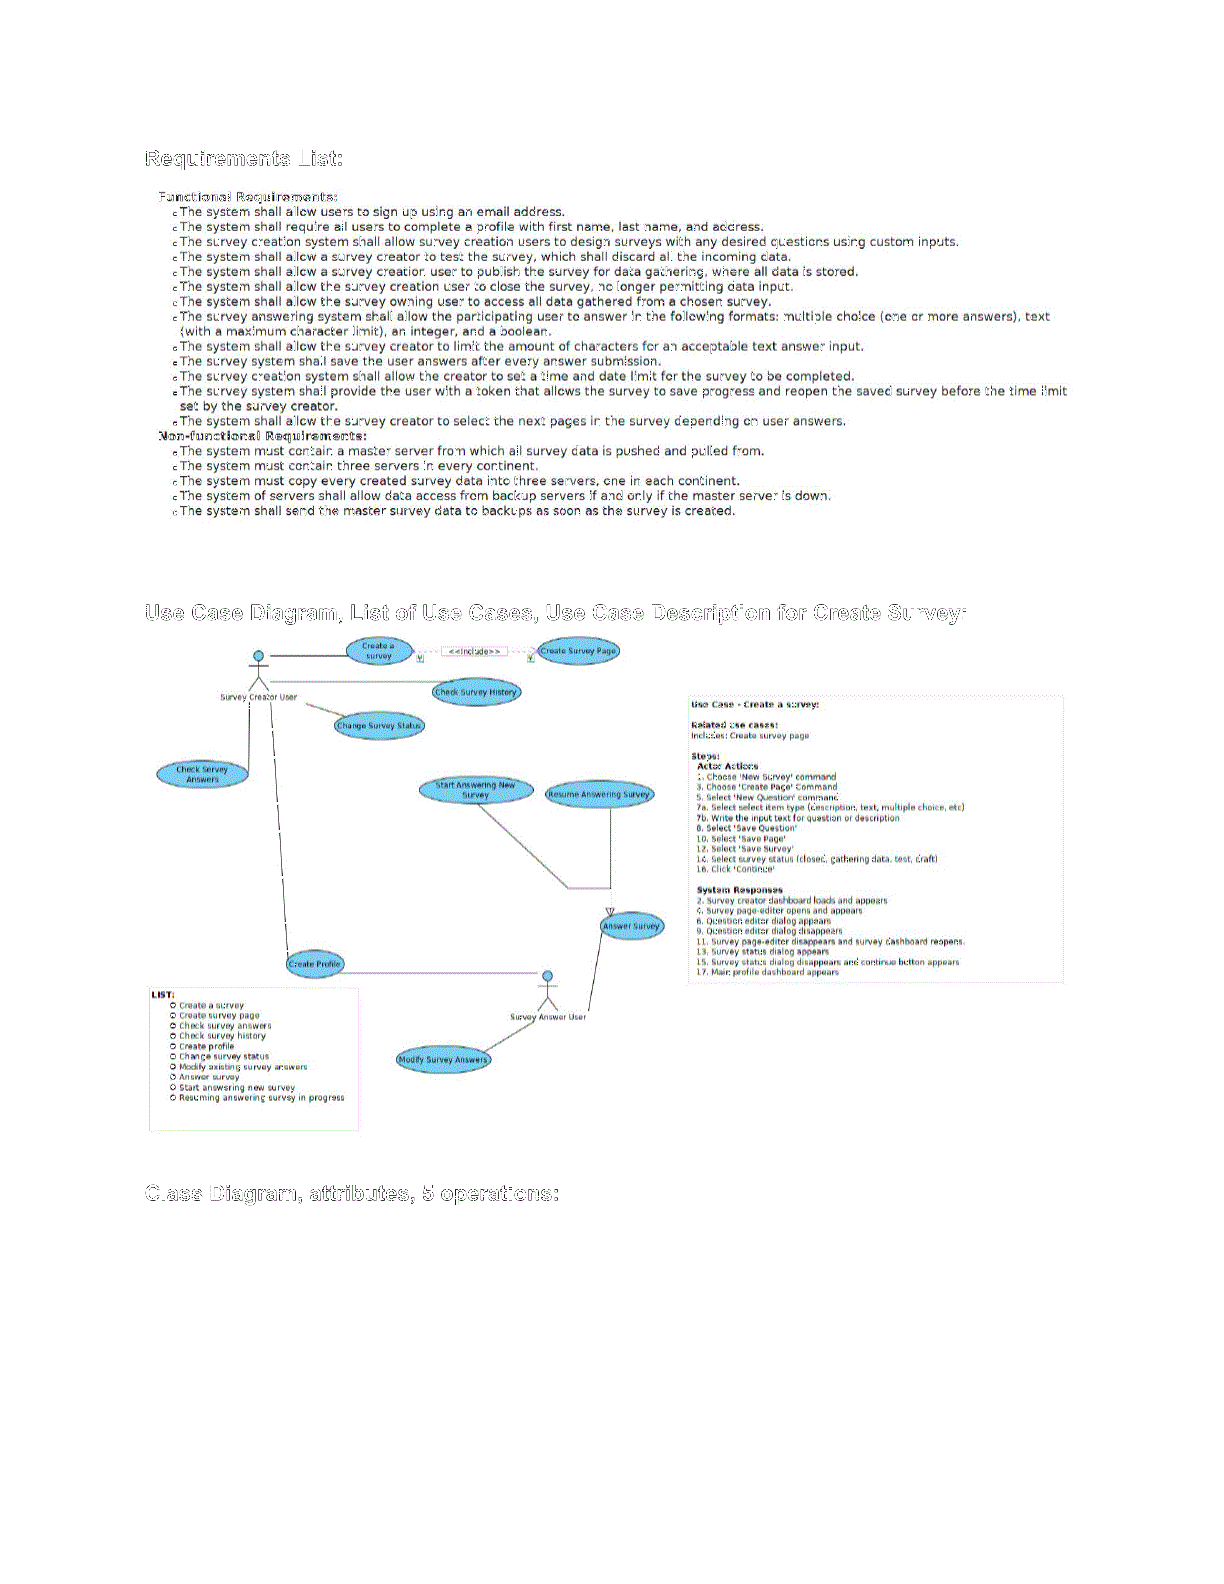 Requirements List:
Functional Requirements:
The system shall allow users to sign up using an email address.
The system shall require all users to complete a profile with first name, last name, and address.
The survey creation system shall allow survey creation users to design surveys with any desired questions using custom inputs.
The system shall allow a survey creator to test the survey, which shall discard all the incoming data.
The system shall allow a survey creation user to publish the survey for data gathering, where all data is stored.
The system shall allow the survey creation user to close the survey, no longer permitting data input.
The system shall allow the survey owning user to access all data gathered from a chosen survey.
The survey answering system shall allow the participating user to answer in the following formats: multiple choice (one or more answers), text
(with a maximum character limit), an integer, and a boolean.
The system shall allow the survey creator to limit the amount of characters for an acceptable text answer input.
The survey system shall save the user answers after every answer submission.
The survey creation system shall allow the creator to set a time and date limit for the survey to be completed.
The survey system shall provide the user with a token that allows the survey to save progress and reopen the saved survey before the time limit
set by the survey creator.
The system shall allow the survey creator to select the next pages in the survey depending on user answers.
Non-functional Requirements:
The system must contain a master server from which all survey data is pushed and pulled from.
The system must contain three servers in every continent.
The system must copy every created survey data into three servers, one in each continent.
The system of servers shall allow data access from backup servers if and only if the master server is down.
The system shall send the master survey data to backups as soon as the survey is created.
Use Case Diagram, List of Use Cases, Use Case Description for Create Survey:
Create a
survey
<<Include>>
Create Survey Page
Survey Creator User
Check Survey History
Change Survey Status
Check Servey
Answers
Start Answering New
Survey
Resume Answering Survey
Answer Survey
Create Profile
Survey Answer User
Modify Survey Answers
Use Case - Create a survey:
Related use cases:
Includes: Create survey page
Steps:
Actor Actions
1. Choose 'New Survey' command
3. Choose 'Create Page' Command
5. Select 'New Question' command
7a. Select select item type (description, text, multiple choice, etc)
7b. Write the input text for question or description
8. Select 'Save Question'
10. Select 'Save Page'
12. Select 'Save Survey'
14. Select survey status (closed, gathering data, test, draft)
16. Click 'Continue'
System Responses
2. Survey creator dashboard loads and appears
4. Survey page-editor opens and appears
6. Question editor dialog appears
9. Question editor dialog disappears
11. Survey page-editor disappears and survey dashboard reopens.
13. Survey status dialog appears
15. Survey status dialog disappears and continue button appears
17. Main profile dashboard appears
LIST:
Create a survey
Create survey page
Check survey answers
Check survey history
Create profile
Change survey status
Modify existing survey answers
Answer survey
Start answering new survey
Resuming answering survey in progress
Class Diagram, attributes, 5 operations: